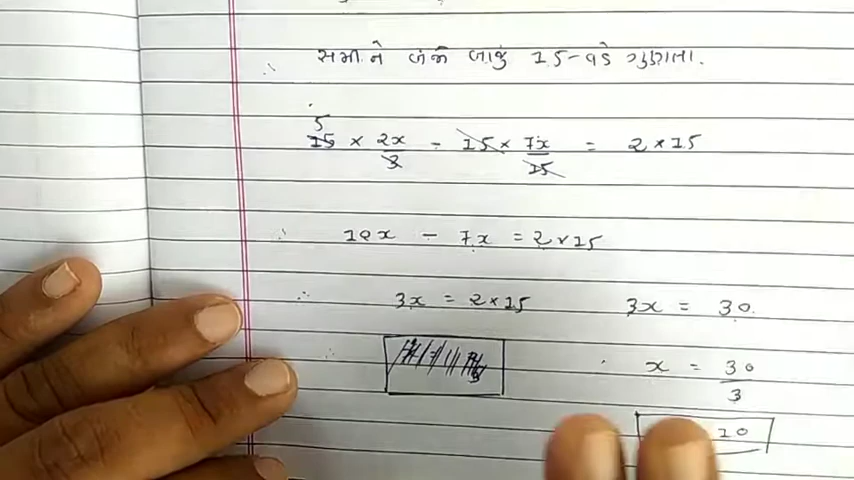 ∴ સમીને બંને બાજુ 15-વડે ગુણતા.
5
15 × 2x/3 - 15 × 7x/15 = 2 × 15
∴ 10x - 7x = 2×15
∴ 3x = 2×15 3x = 30
x = 30/3
10